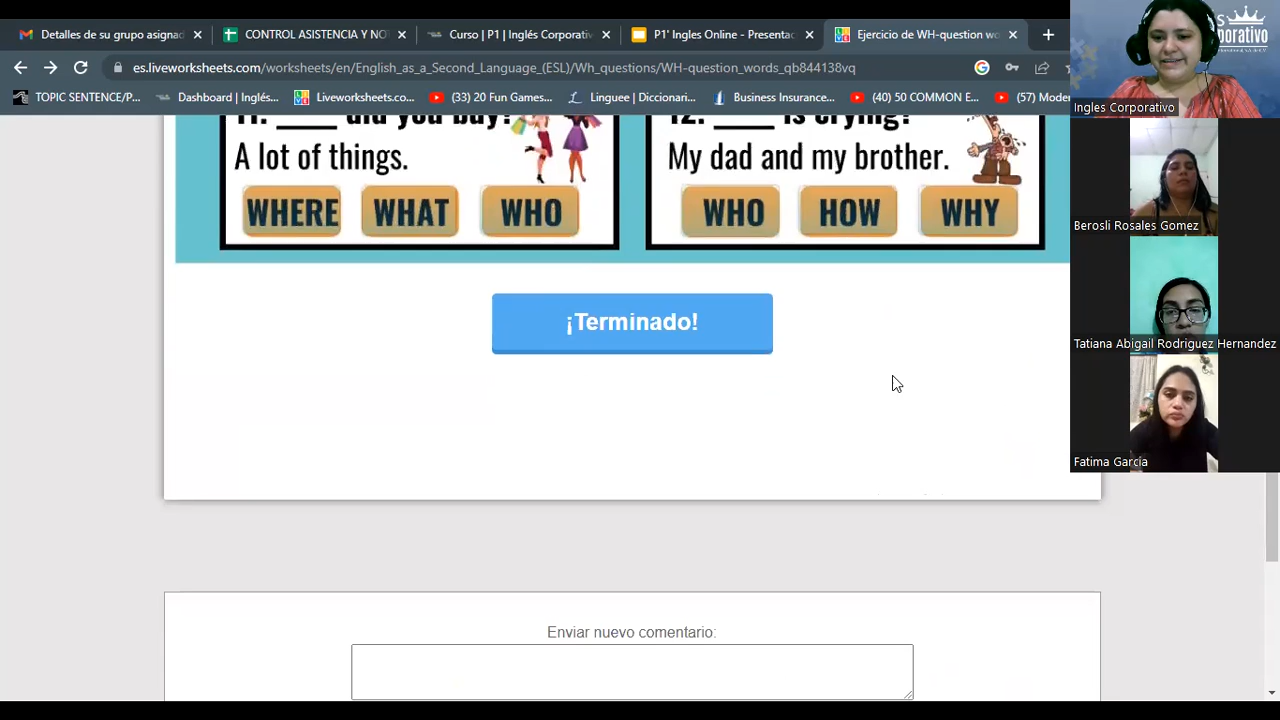 Detalles de su grupo asignad
CONTROL ASISTENCIA Y NO
Curso | P1 | Inglés Corporativo
P1' Ingles Online - Presentac
Ejercicio de WH-question wo
es.liveworksheets.com/worksheets/en/English_as_a_Second_Language_(ESL)/Wh_questions/WH-question_words_qb844138vq
TOPIC SENTENCE/P...
Dashboard | Inglés...
Liveworksheets.co...
(33) 20 Fun Games...
Linguee | Diccionari...
Business Insurance...
(40) 50 COMMON E...
(57) Mode
11. ____ did you buy?
A lot of things.
WHERE WHAT WHO
12. ____ is crying?
My dad and my brother.
WHO HOW WHY
¡Terminado!
Enviar nuevo comentario:
Ingles Corporativo
Berosli Rosales Gomez
Tatiana Abigail Rodriguez Hernandez
Fatima García